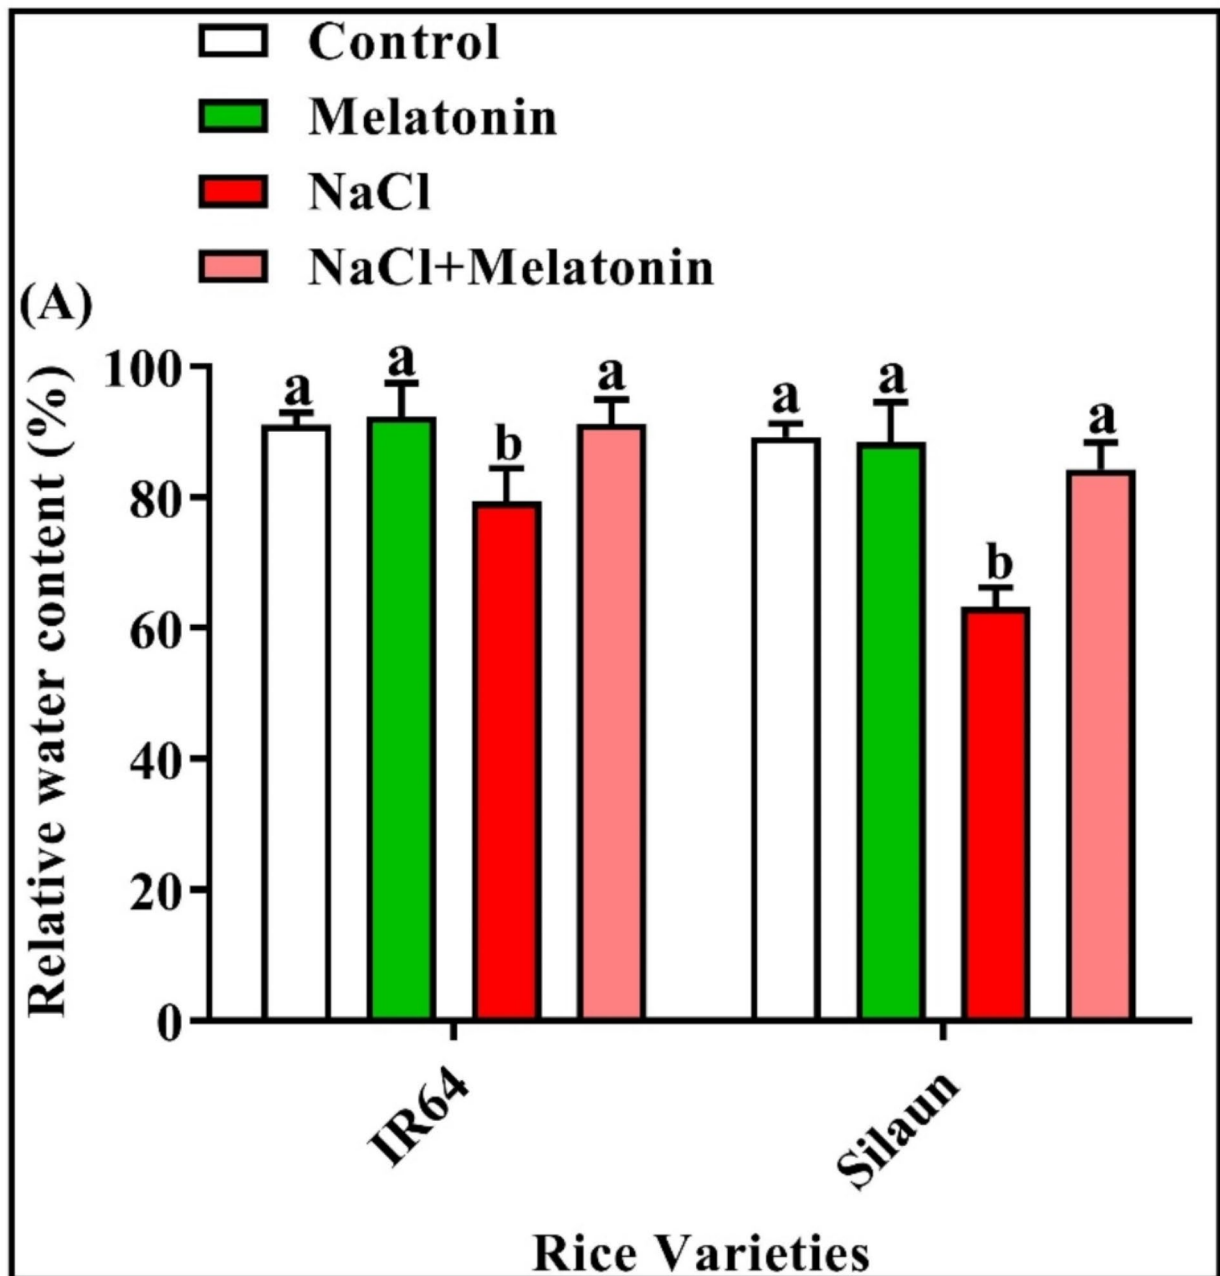 Control
Melatonin
NaCl
NaCl+Melatonin
(A)
Relative water content (%)
100
80
60
40
20
0
a
a
b
a
a
a
b
a
IR64
Silaun
Rice Varieties